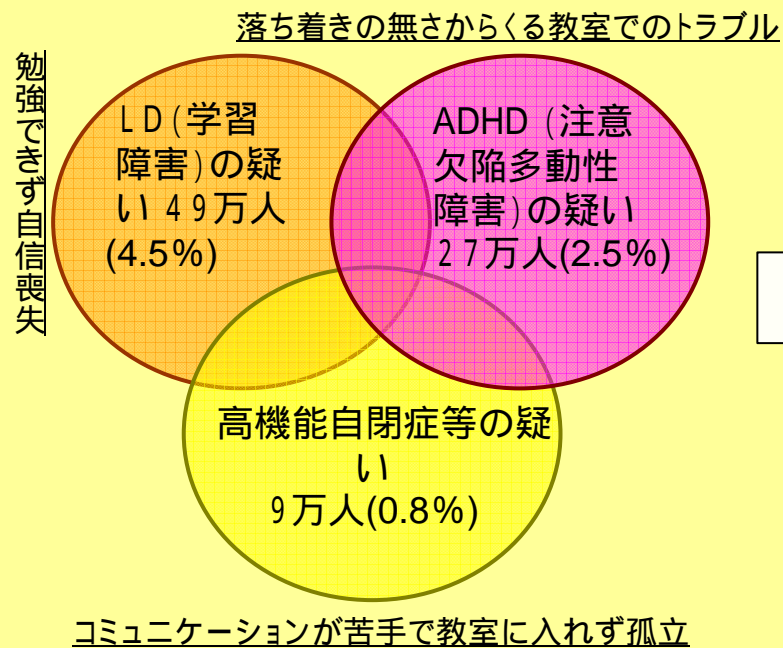 落ち着きの無さからくる教室でのトラブル
勉強できず自信喪失
LD(学習
障害)の疑
い 49万人
(4.5%)
ADHD (注意
欠陥多動性
障害)の疑い
27万人(2.5%)
高機能自閉症等の疑
い
9万人(0.8%)
コミュニケーションが苦手で教室に入れず孤立